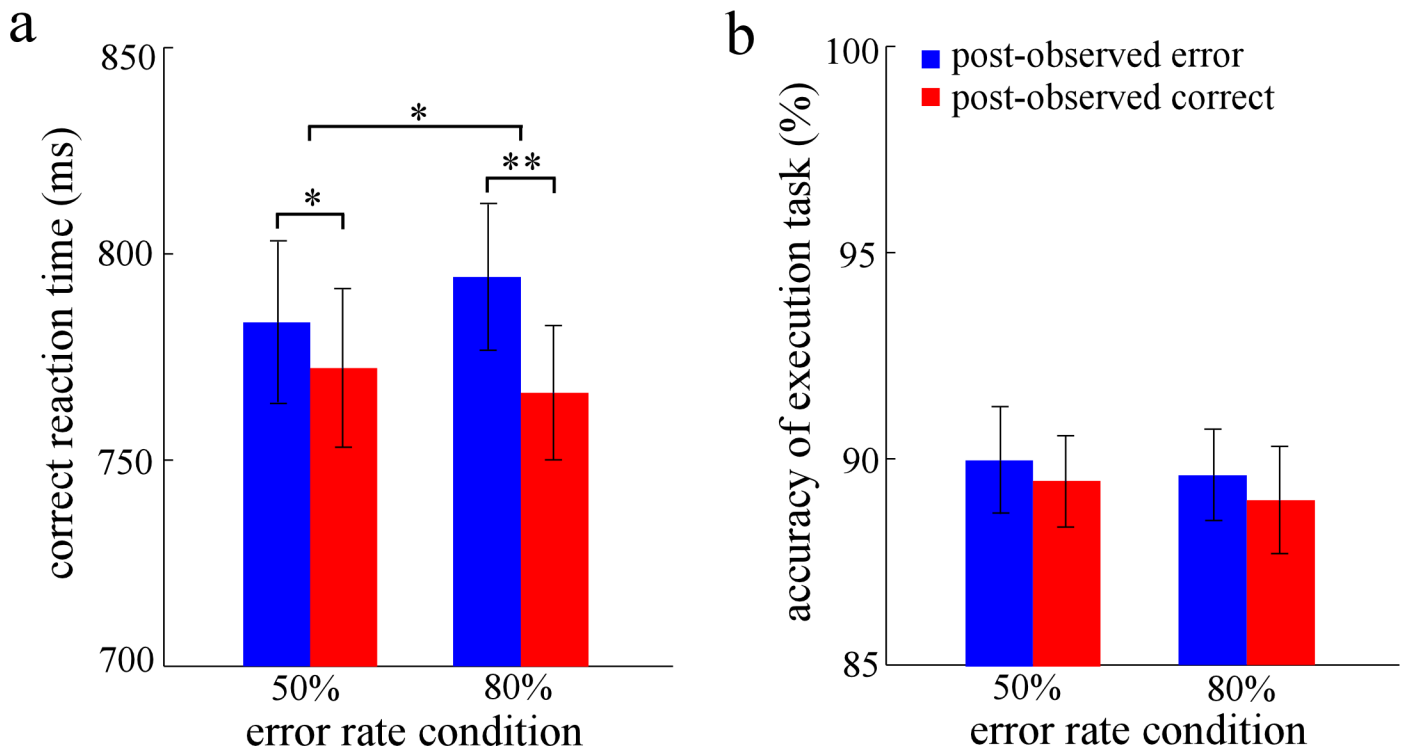 a
correct reaction time (ms)
850
800
750
700
*
*
**
50%
80%
error rate condition
b
accuracy of execution task (%)
100
95
90
85
post-observed error
post-observed correct
50%
80%
error rate condition